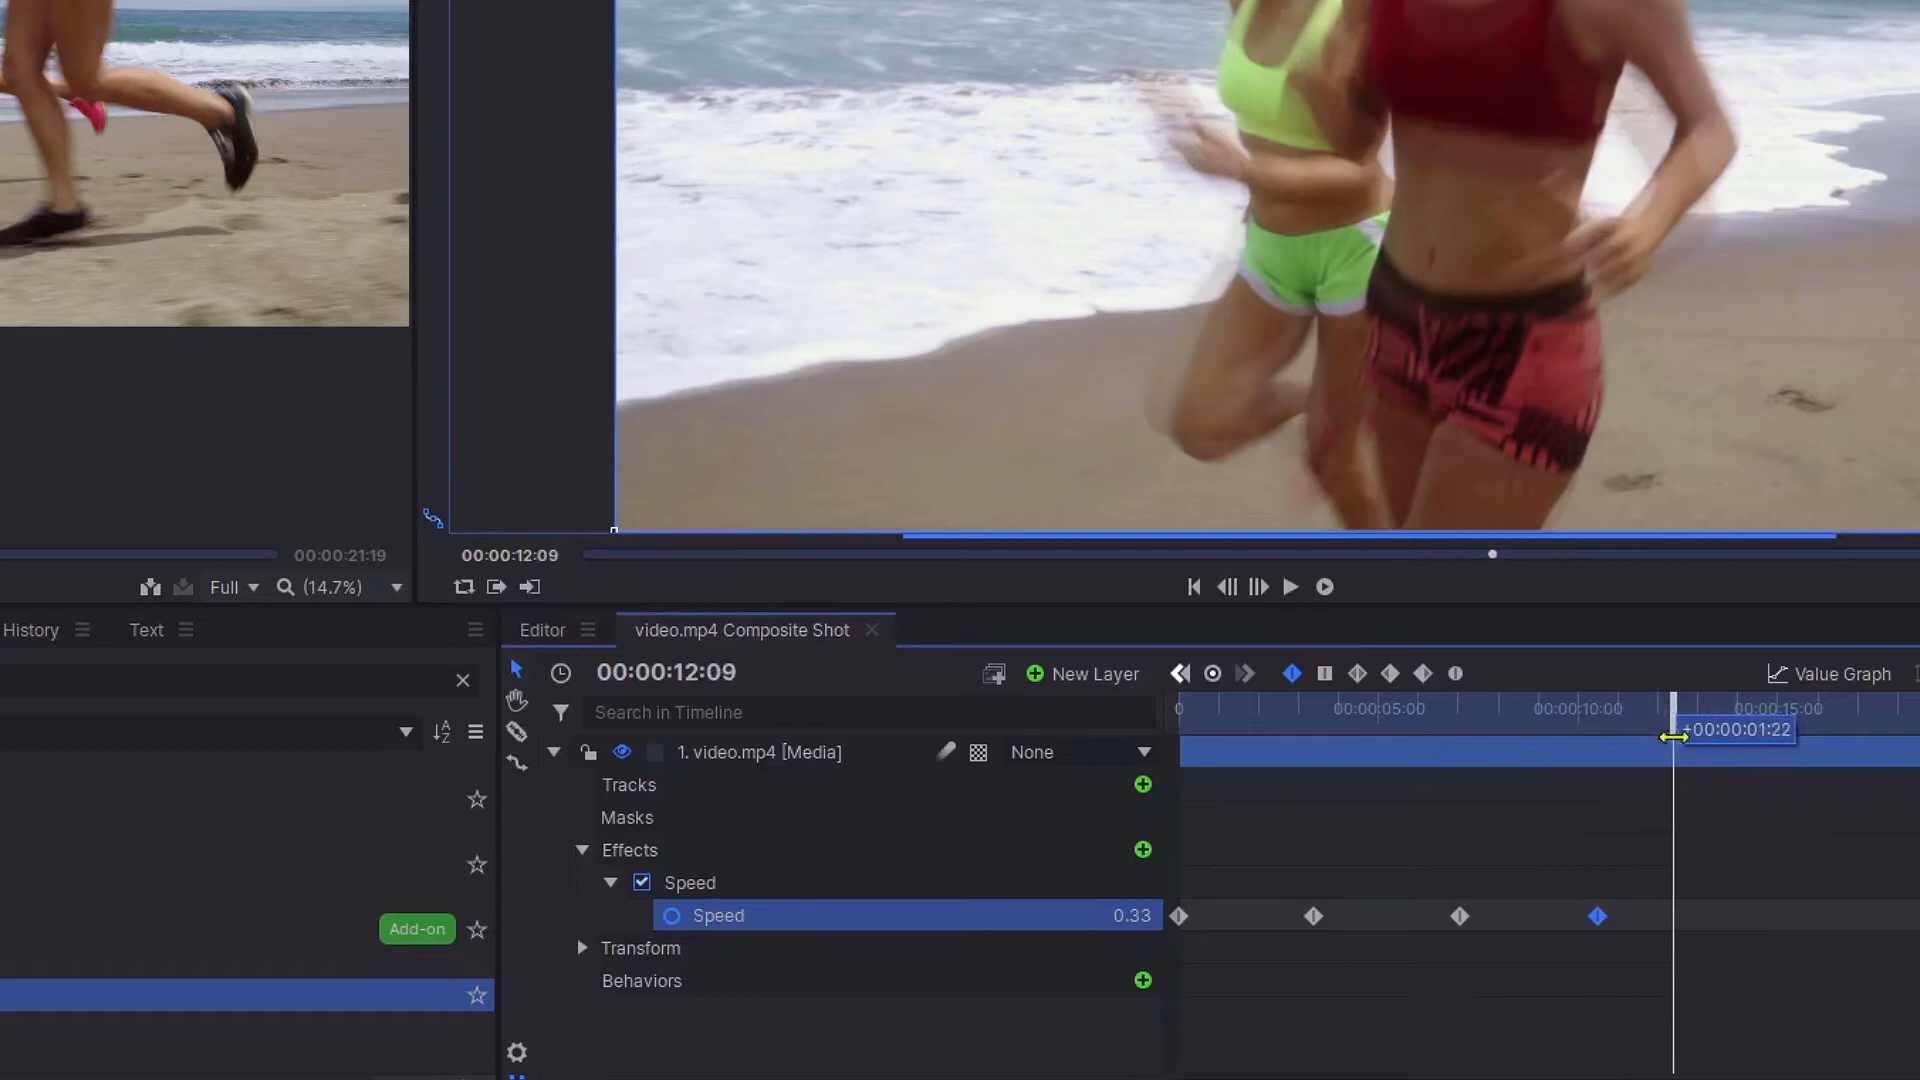 00:00:21:19
Full
(14.7%)
00:00:12:09
History
Text
Editor
video.mp4 Composite Shot
00:00:12:09
New Layer
Value Graph
Search in Timeline
0
00:00:05:00
00:00:10:00
00:00:15:00
+00:00:01:22
1. video.mp4 [Media]
None
Tracks
Masks
Effects
Speed
Speed
0.33
Add-on
Transform
Behaviors